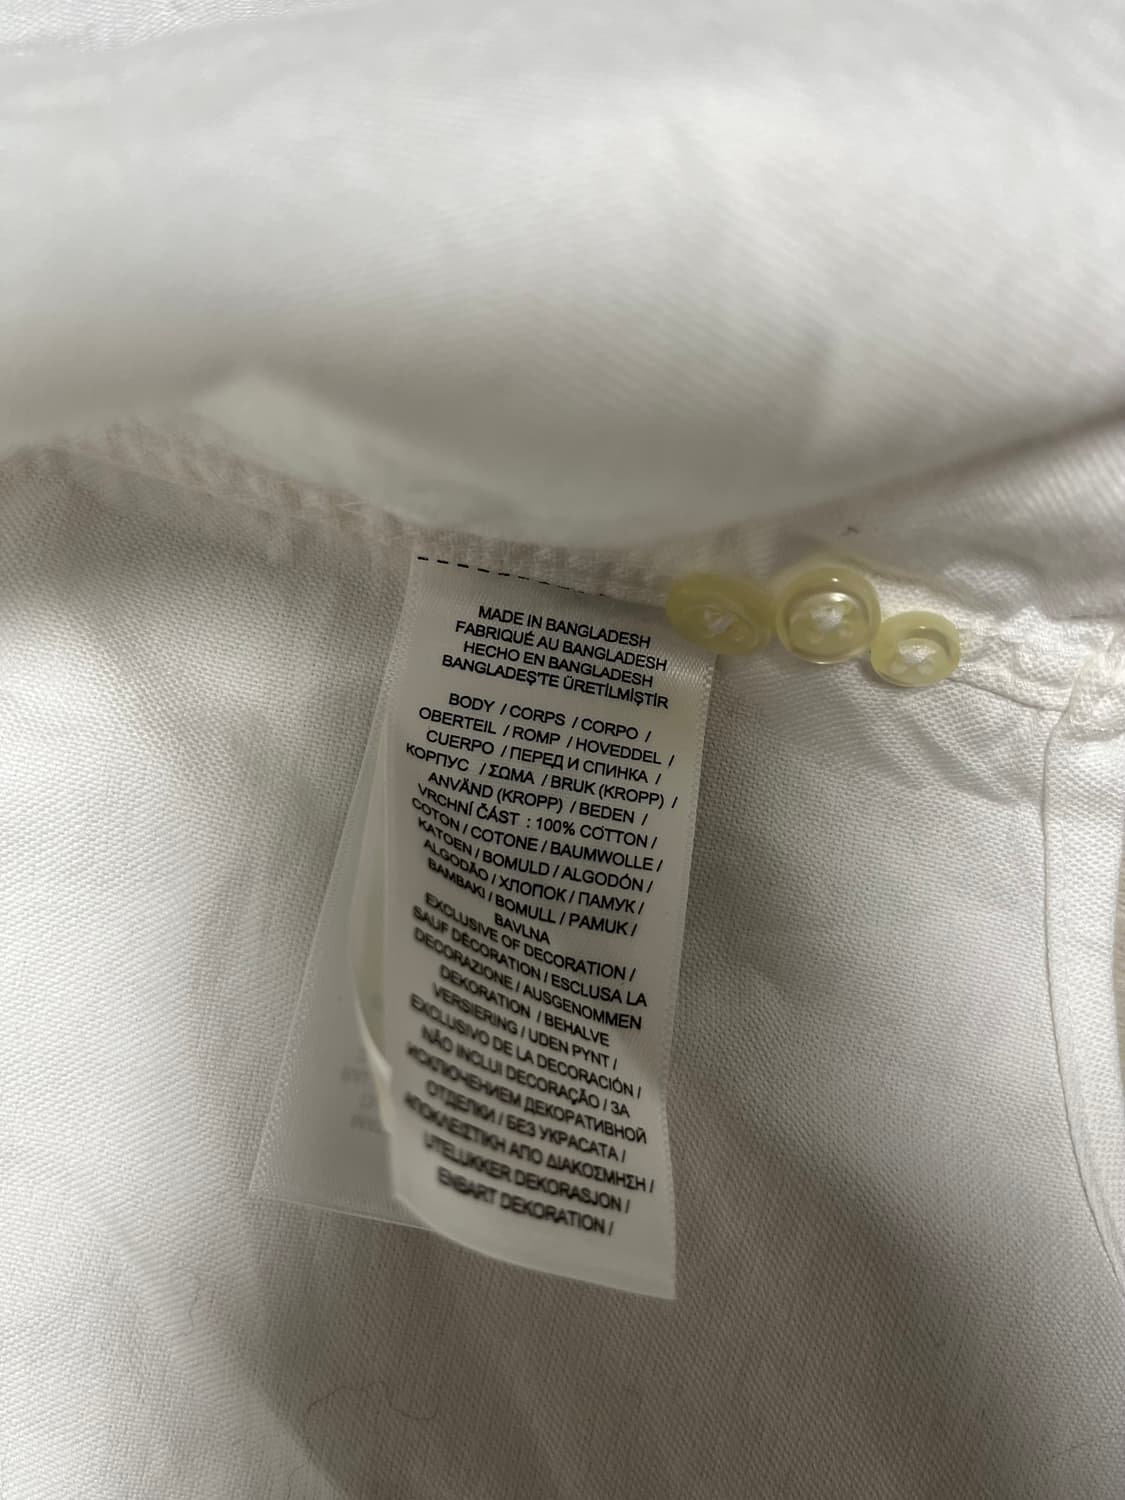 MADE IN BANGLADESH
FABRIQUÉ AU BANGLADESH
HECHO EN BANGLADESH
BANGLADEŞ'TE ÜRETİLMİŞTİR
BODY / CORPS / CORPO /
OBERTEIL / ROMP / HOVEDDEL /
CUERPO / ПЕРЕД И СПИНКА /
КОРПУС / ΣΩΜΑ / BRUK (KROPP) /
ANVÄND (KROPP) / BEDEN /
VRCHNÍ ČÁST : 100% COTTON /
COTON / COTONE / BAUMWOLLE /
KATOEN / BOMULD / ALGODÓN /
ALGODÃO / ХЛОПОК / ПАМУК /
BAMBAKI / BOMULL / PAMUK /
BAVLNA
EXCLUSIVE OF DECORATION /
SAUF DÉCORATION / ESCLUSA LA
DECORAZIONE / AUSGENOMMEN
DEKORATION / BEHALVE
VERSIERING / UDEN PYNT /
EXCLUSIVO DE LA DECORACIÓN /
NÃO INCLUI DECORAÇÃO / ЗА
ИСКЛЮЧЕНИЕМ ДЕКОРАТИВНОЙ
ОТДЕЛКИ / БЕЗ УКРАСАТА /
ΑΠΟΚΛΕΙΣΤΙΚΗ ΑΠΟ ΔΙΑΚΟΣΜΗΣΗ /
UTELUKKER DEKORASJON /
ENBART DEKORATION /